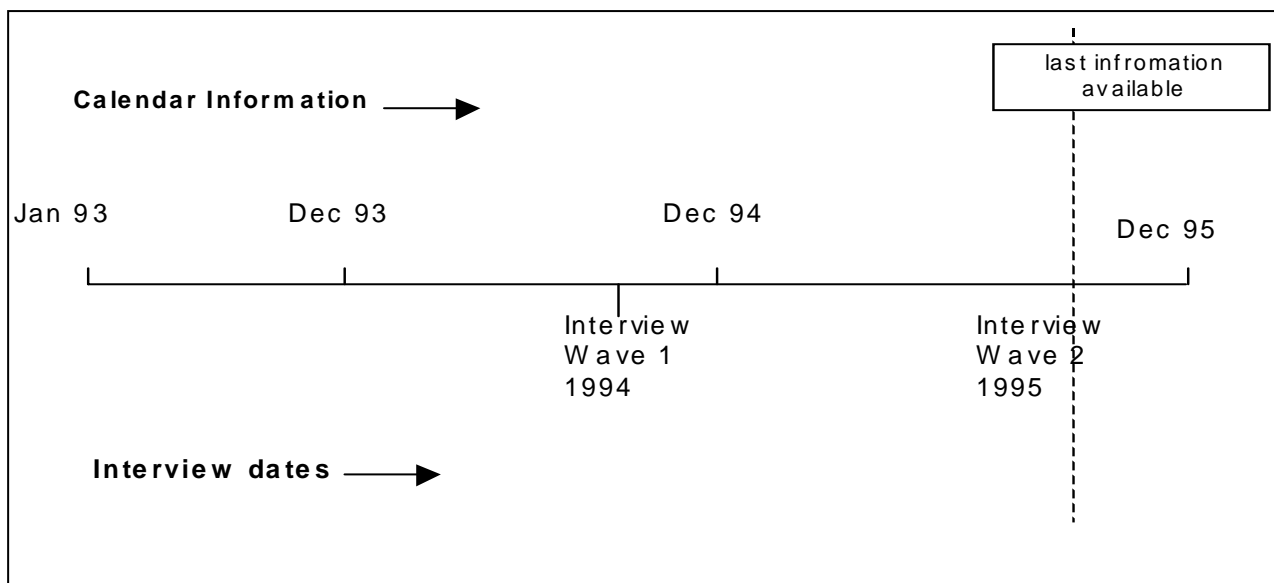 last infromation
available
Calendar Information
Jan 93
Dec 93
Dec 94
Dec 95
Interview
Wave 1
1994
Interview
Wave 2
1995
Interview dates